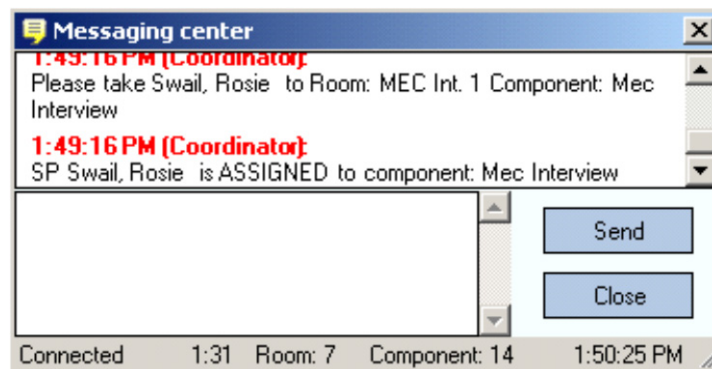 Messaging center
1:49:16 PM (Coordinator):
Please take Swail, Rosie to Room: MEC Int. 1 Component: Mec
Interview
1:49:16 PM (Coordinator):
SP Swail, Rosie is ASSIGNED to component: Mec Interview
Send
Close
Connected 1:31 Room: 7 Component: 14 1:50:25 PM